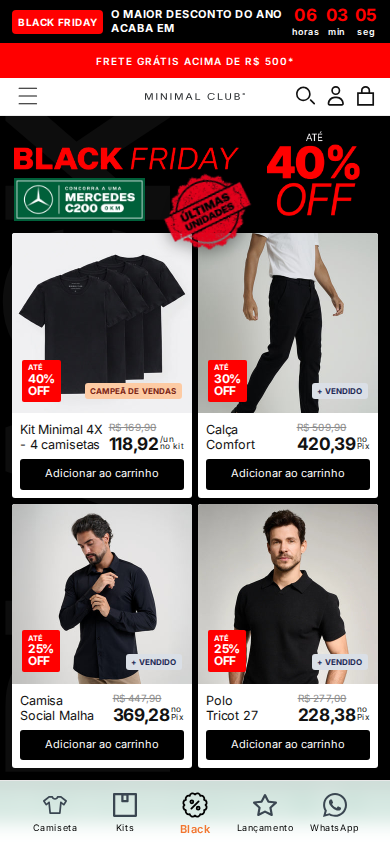 BLACK FRIDAY
O MAIOR DESCONTO DO ANO
ACABA EM
06 03 05
horas min seg
FRETE GRÁTIS ACIMA DE R$ 500*
MINIMAL CLUB
BLACK FRIDAY
ATÉ
40%
OFF
CONCORRA A UMA
MERCEDES
C200 0KM
ÚLTIMAS
UNIDADES
ATÉ
40%
OFF
CAMPEÃ DE VENDAS
Kit Minimal 4X
- 4 camisetas
R$ 169,90
118,92 /un no kit
Adicionar ao carrinho
ATÉ
30%
OFF
+ VENDIDO
Calça
Comfort
R$ 509,90
420,39 no Pix
Adicionar ao carrinho
ATÉ
25%
OFF
+ VENDIDO
Camisa
Social Malha
R$ 447,90
369,28 no Pix
Adicionar ao carrinho
ATÉ
25%
OFF
+ VENDIDO
Polo
Tricot 27
R$ 277,00
228,38 no Pix
Adicionar ao carrinho
Camiseta Kits Black Lançamento WhatsApp